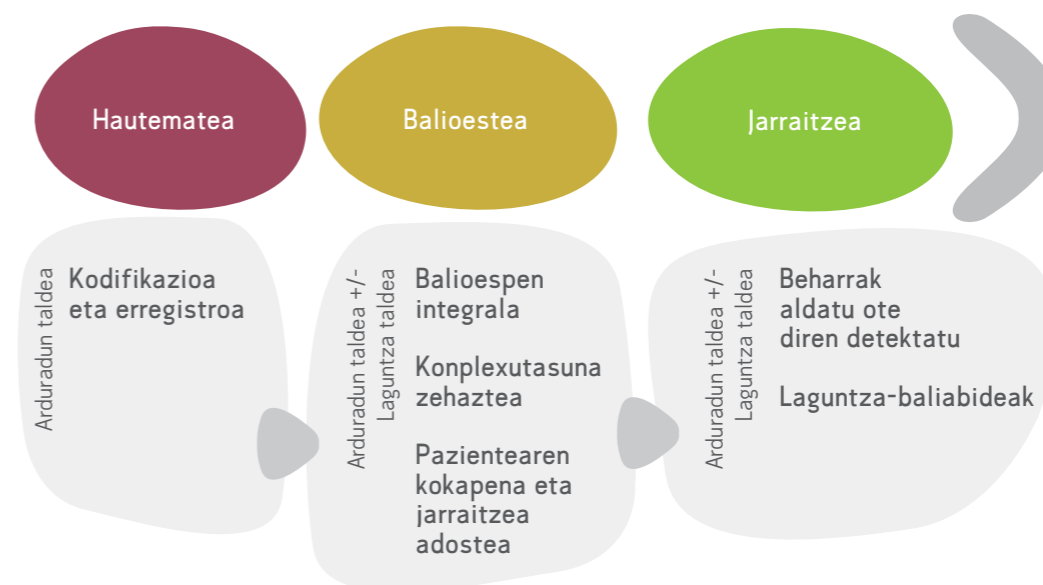 Hautematea
Balioestea
Jarraitzea
Arduradun taldea
Kodifikazioa
eta erregistroa
Arduradun taldea +/-
Laguntza taldea
Balioespen
integrala
Konplexutasuna
zehaztea
Pazientearen
kokapena eta
jarraitzea
adostea
Arduradun taldea +/-
Laguntza taldea
Beharrak
aldatu ote
diren detektatu
Laguntza-baliabideak